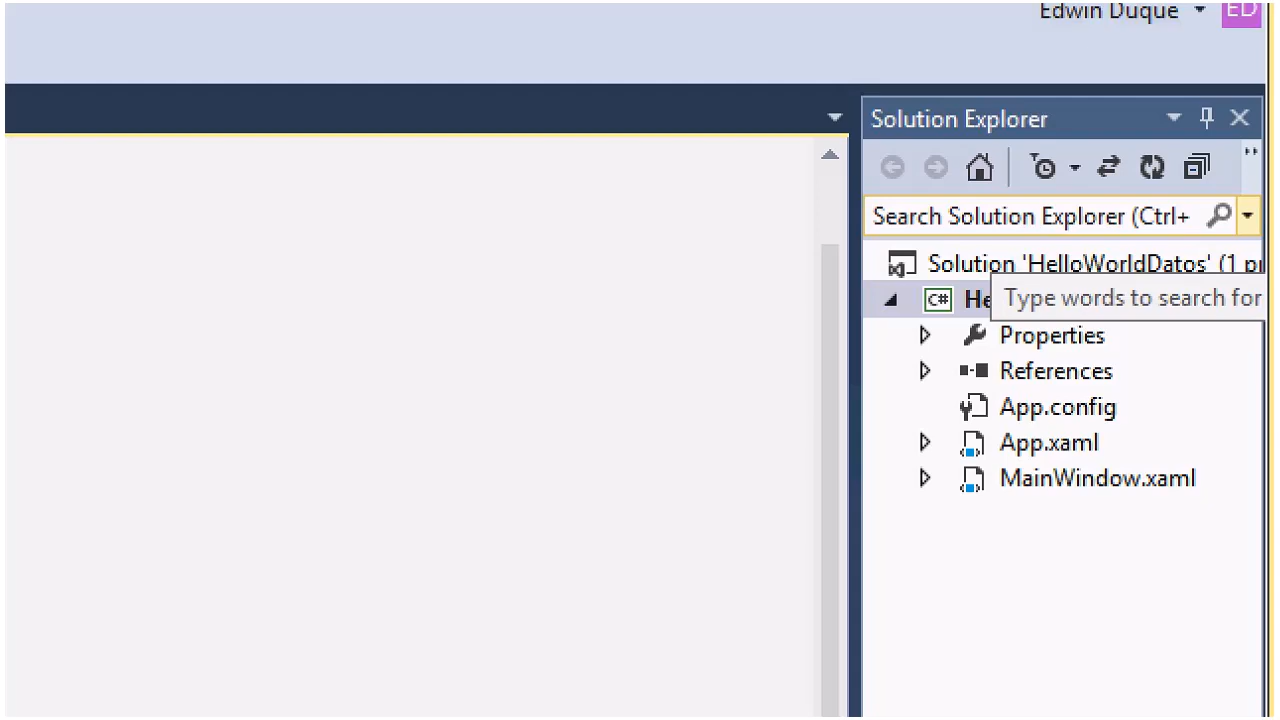 Edwin Duque
ED
Solution Explorer
Search Solution Explorer (Ctrl+
Solution 'HelloWorldDatos' (1 pr
C# He
Type words to search for
Properties
References
App.config
App.xaml
MainWindow.xaml